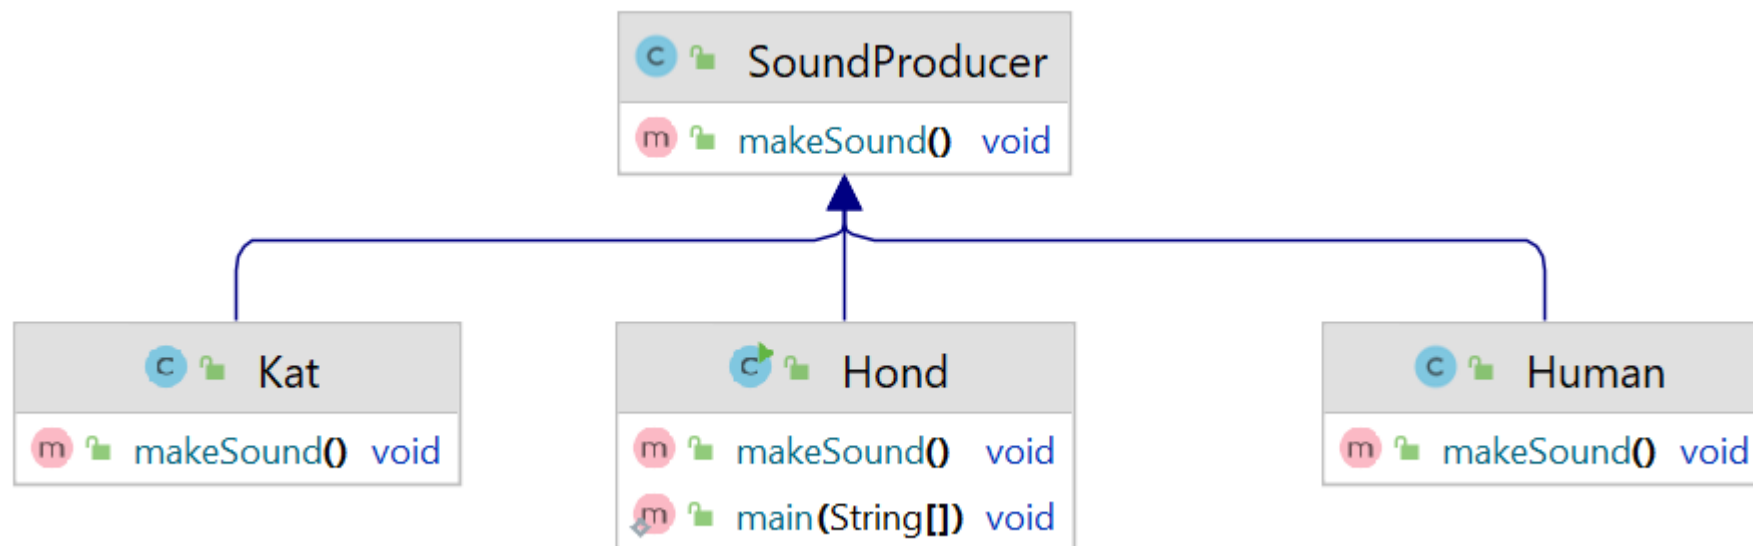 C SoundProducer
m makeSound() void
C Kat
m makeSound() void
C Hond
m makeSound() void
m main(String[]) void
C Human
m makeSound() void